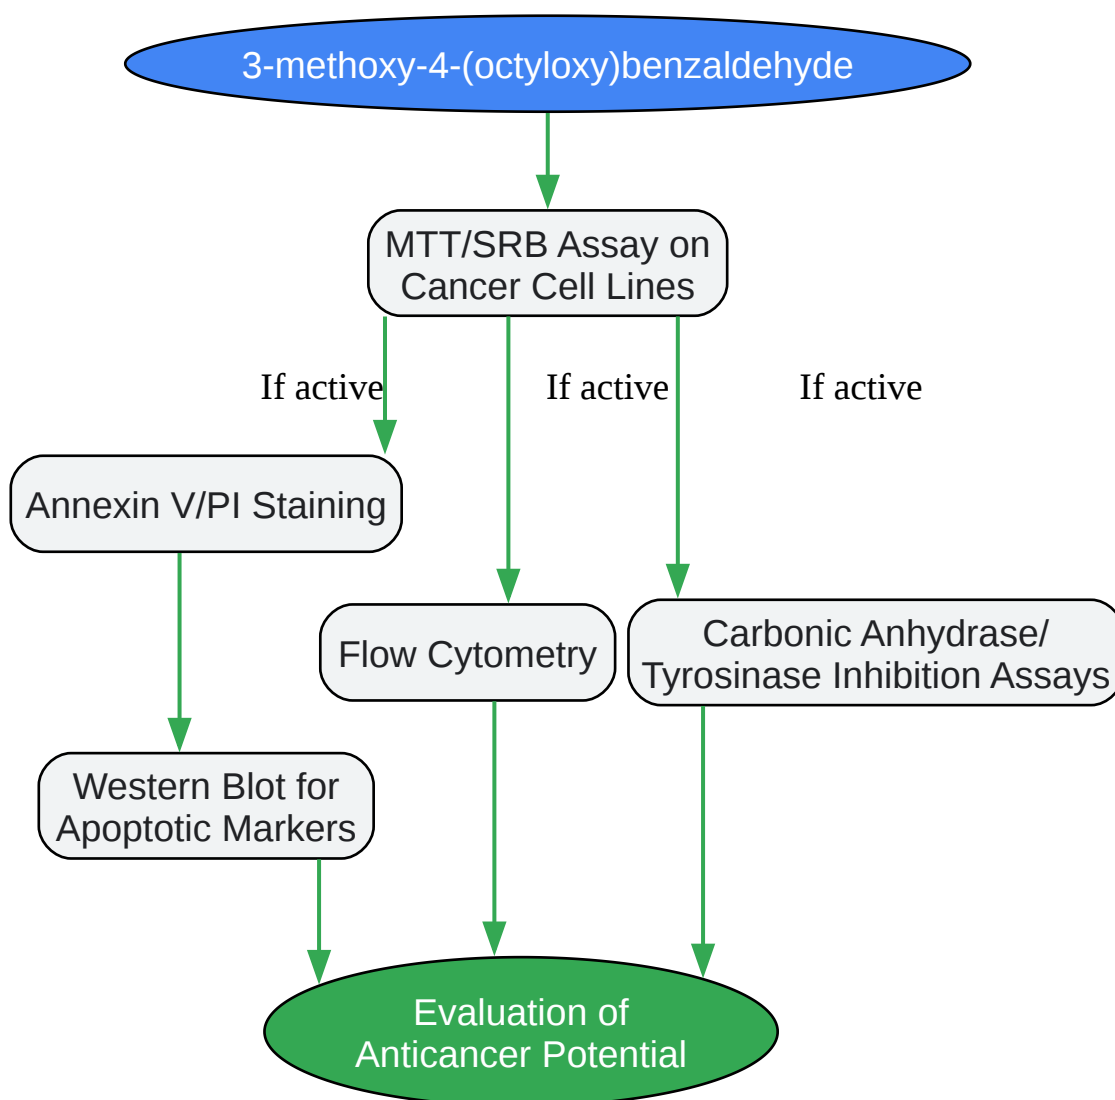 3-methoxy-4-(octyloxy)benzaldehyde
MTT/SRB Assay on
Cancer Cell Lines
If active
If active
If active
Annexin V/PI Staining
Flow Cytometry
Carbonic Anhydrase/
Tyrosinase Inhibition Assays
Western Blot for
Apoptotic Markers
Evaluation of
Anticancer Potential